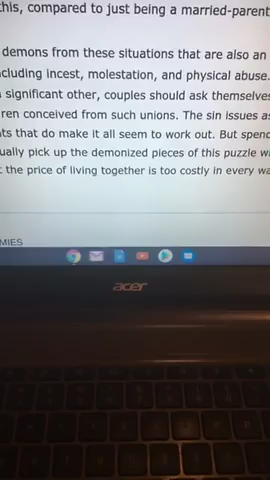 this, compared to just being a married-parent
demons from these situations that are also an
cluding incest, molestation, and physical abuse.
significant other, couples should ask themselves
ren conceived from such unions. The sin issues as
ts that do make it all seem to work out. But spend
ually pick up the demonized pieces of this puzzle w
the price of living together is too costly in every wa
MIES
acer